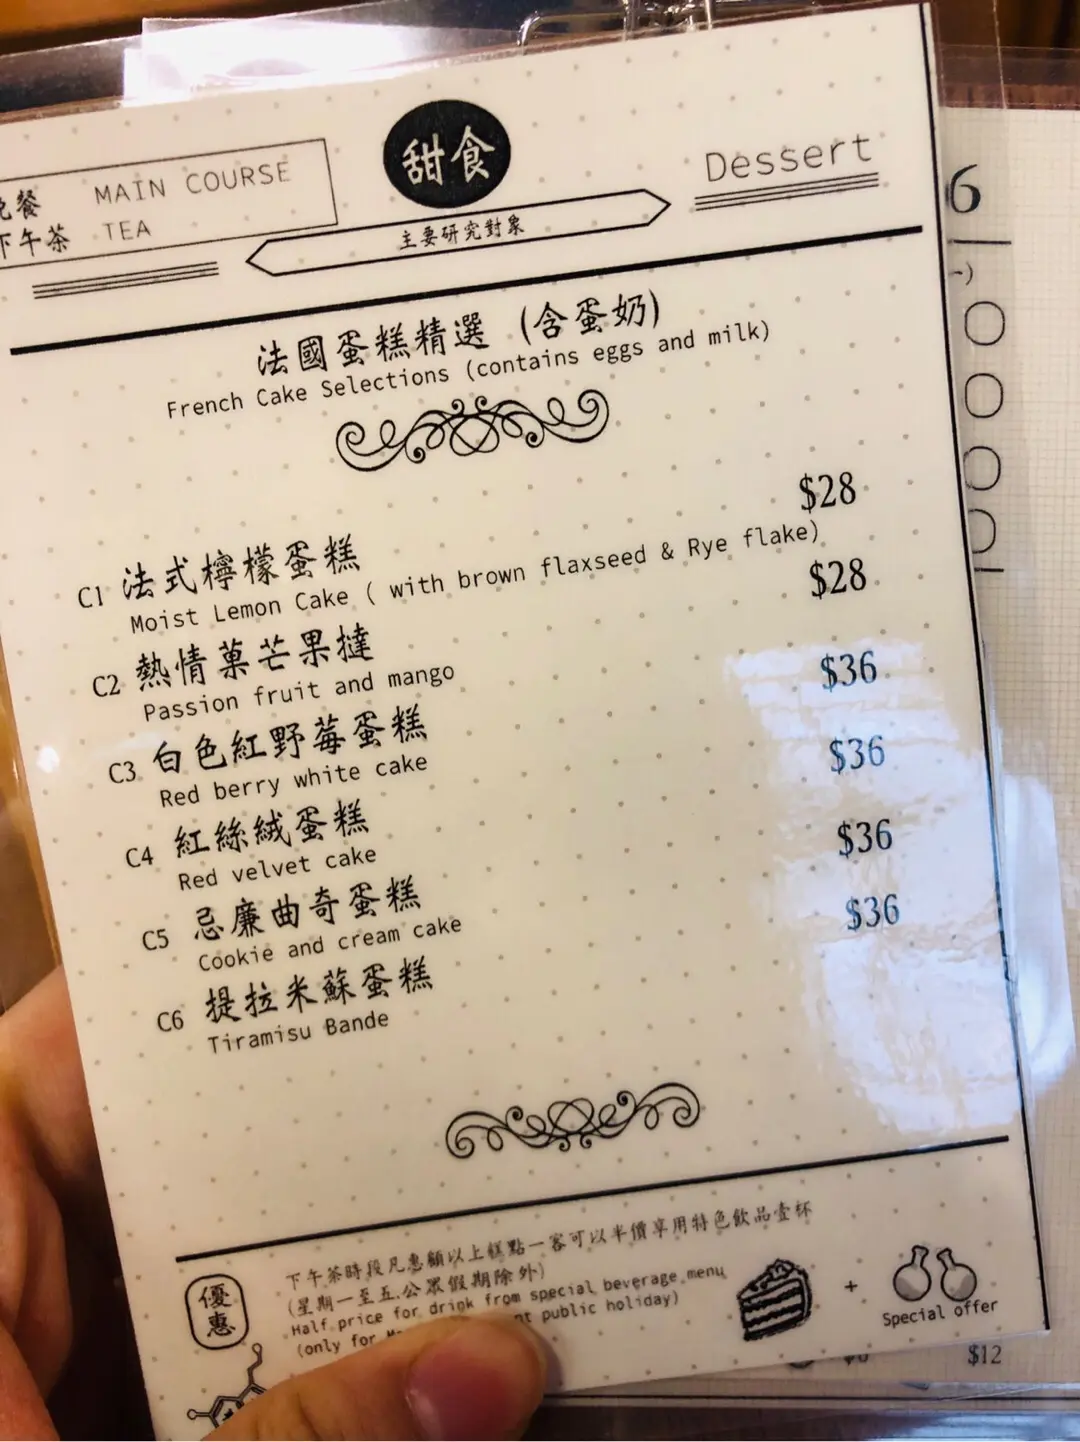 晚餐 MAIN COURSE
下午茶 TEA
甜食
主要研究對象
Dessert
法國蛋糕精選 (含蛋奶)
French Cake Selections (contains eggs and milk)
$28
C1 法式檸檬蛋糕
Moist Lemon Cake ( with brown flaxseed & Rye flake)
$28
C2 熱情菓芒果撻
Passion fruit and mango
$36
C3 白色紅野莓蛋糕
Red berry white cake
$36
C4 紅絲絨蛋糕
Red velvet cake
$36
C5 忌廉曲奇蛋糕
Cookie and cream cake
$36
C6 提拉米蘇蛋糕
Tiramisu Bande
優惠
下午茶時段凡惠顧以上糕點一客可以半價享用特色飲品壹杯
(星期一至五.公眾假期除外)
Half price for drink from special beverage menu
(only for public holiday)
+
Special offer
6
$12